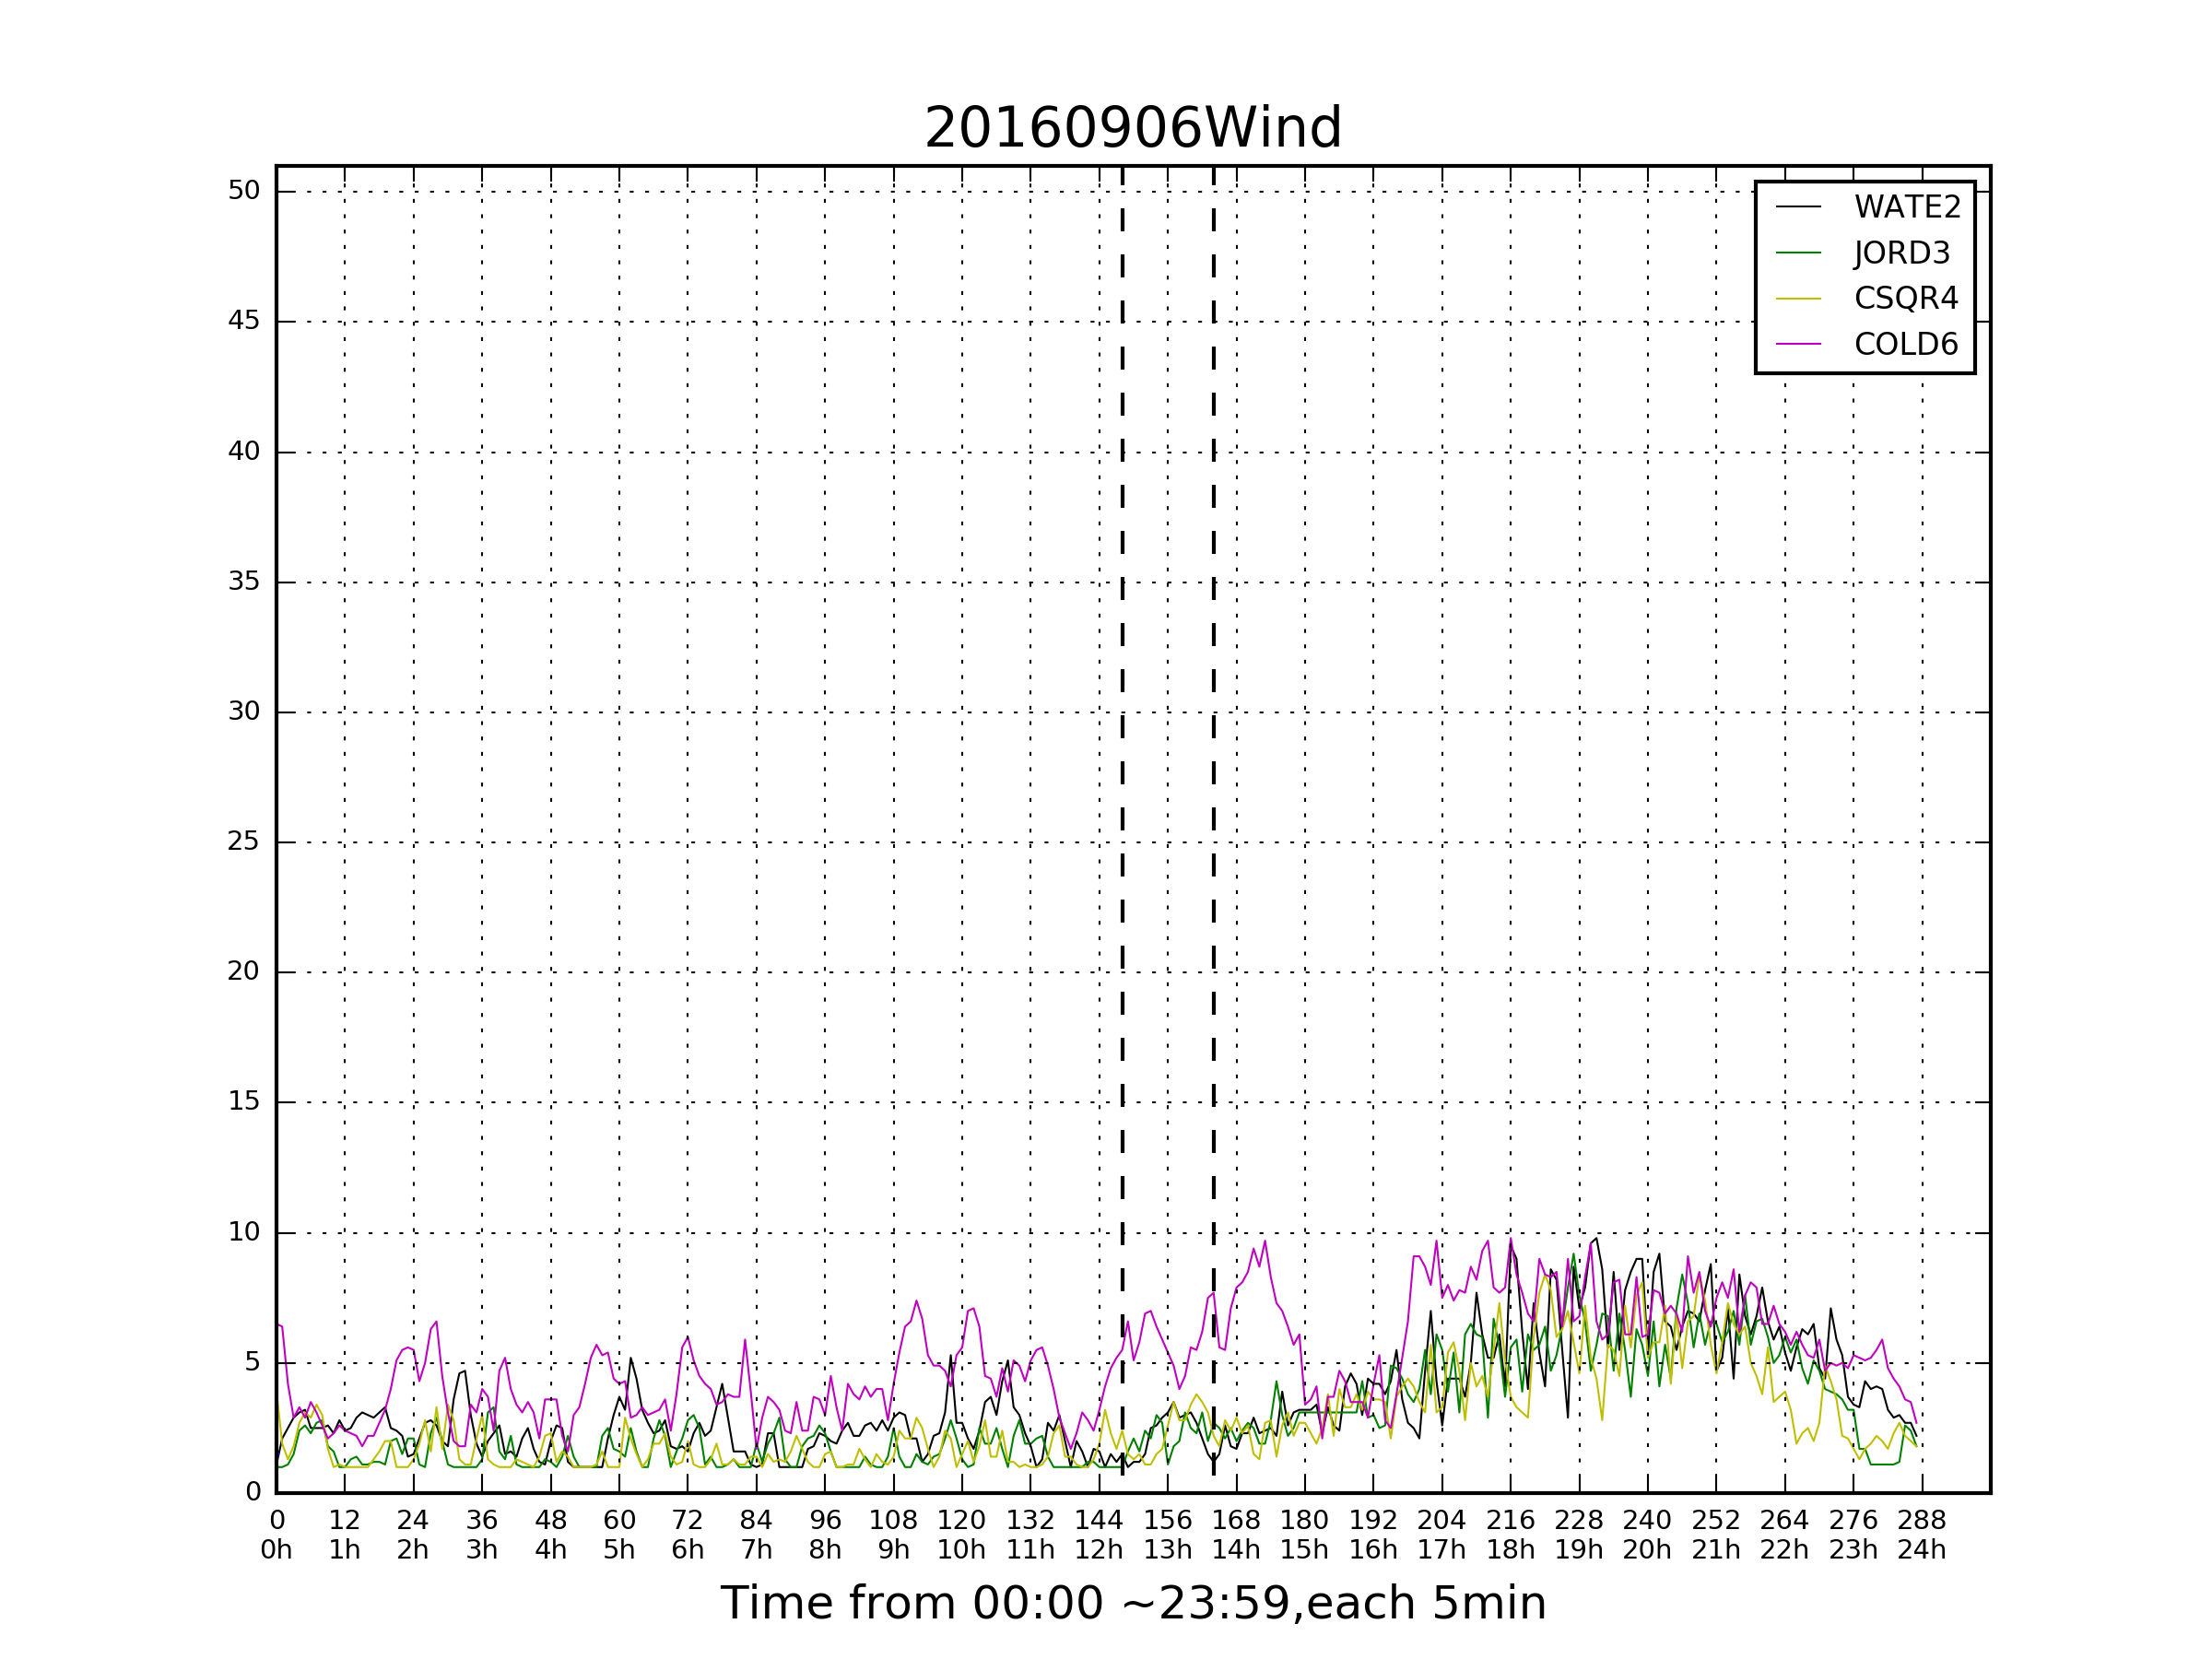 20160906Wind
50
45
40
35
30
25
20
15
10
5
0
WATE2
JORD3
CSQR4
COLD6
0 12 24 36 48 60 72 84 96 108 120 132 144 156 168 180 192 204 216 228 240 252 264 276 288
0h 1h 2h 3h 4h 5h 6h 7h 8h 9h 10h 11h 12h 13h 14h 15h 16h 17h 18h 19h 20h 21h 22h 23h 24h
Time from 00:00 ~23:59,each 5min